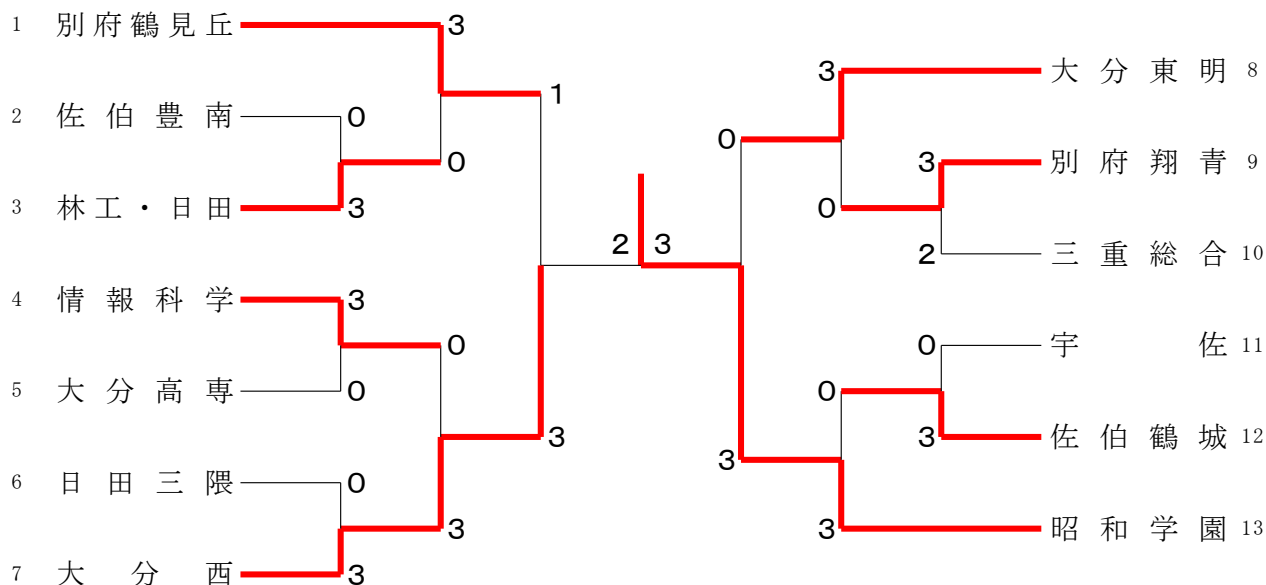 1 別府鶴見丘 3
3 大分東明 8
1
2 佐伯豊南 0
0
0 3 別府翔青 9
3 林工・日田 3
0
2 3
2 三重総合 10
4 情報科学 3
0
0 宇佐 11
5 大分高専 0
0
3
3 佐伯鶴城 12
3
6 日田三隈 0
3
3 昭和学園 13
7 大分西 3